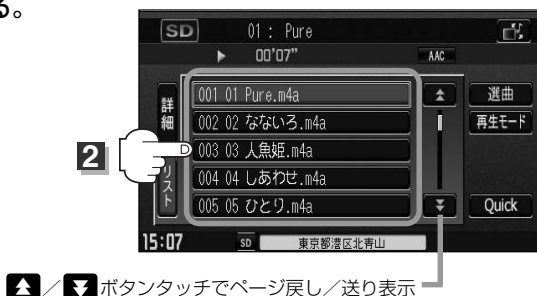 る。
SD 01 : Pure
00'07" AAC
001 01 Pure.m4a
002 02 なないろ.m4a
003 03 人魚姫.m4a
004 04 しあわせ.m4a
005 05 ひとり.m4a
詳細
リスト
選曲
再生モード
Quick
2
15:07 SD 東京都港区北青山
／ボタンタッチでページ戻し／送り表示